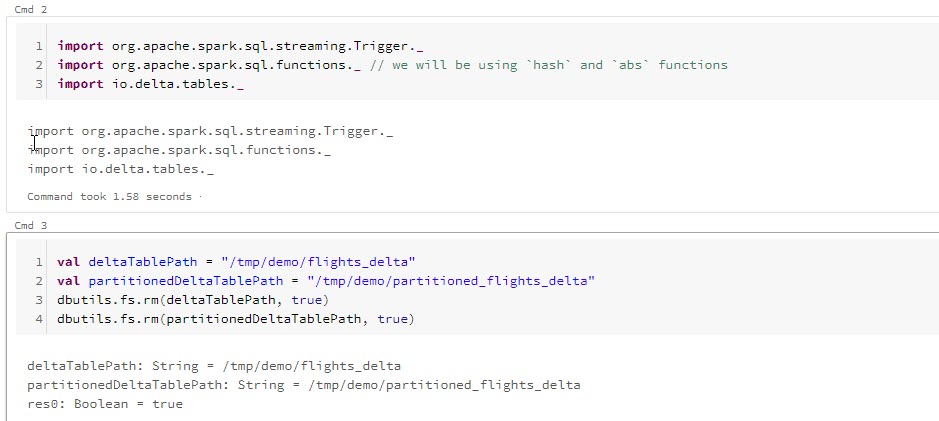 Cmd 2
1 import org.apache.spark.sql.streaming.Trigger._
2 import org.apache.spark.sql.functions._ // we will be using `hash` and `abs` functions
3 import io.delta.tables._
import org.apache.spark.sql.streaming.Trigger._
import org.apache.spark.sql.functions._
import io.delta.tables._
Command took 1.58 seconds ·
Cmd 3
1 val deltaTablePath = "/tmp/demo/flights_delta"
2 val partitionedDeltaTablePath = "/tmp/demo/partitioned_flights_delta"
3 dbutils.fs.rm(deltaTablePath, true)
4 dbutils.fs.rm(partitionedDeltaTablePath, true)
deltaTablePath: String = /tmp/demo/flights_delta
partitionedDeltaTablePath: String = /tmp/demo/partitioned_flights_delta
res0: Boolean = true